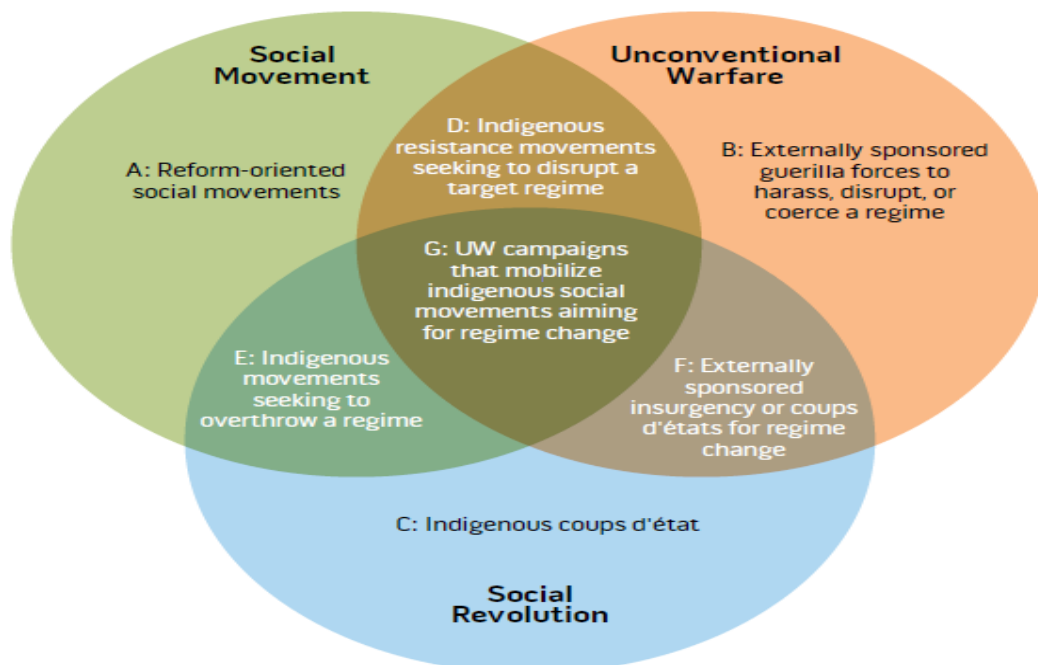 Social
Movement
Unconventional
Warfare
A: Reform-oriented
social movements
D: Indigenous
resistance movements
seeking to disrupt a
target regime
B: Externally sponsored
guerilla forces to
harass, disrupt, or
coerce a regime
G: UW campaigns
that mobilize
indigenous social
movements aiming
for regime change
E: Indigenous
movements
seeking to
overthrow a regime
F: Externally
sponsored
insurgency or coups
d'états for regime
change
C: Indigenous coups d'état
Social
Revolution